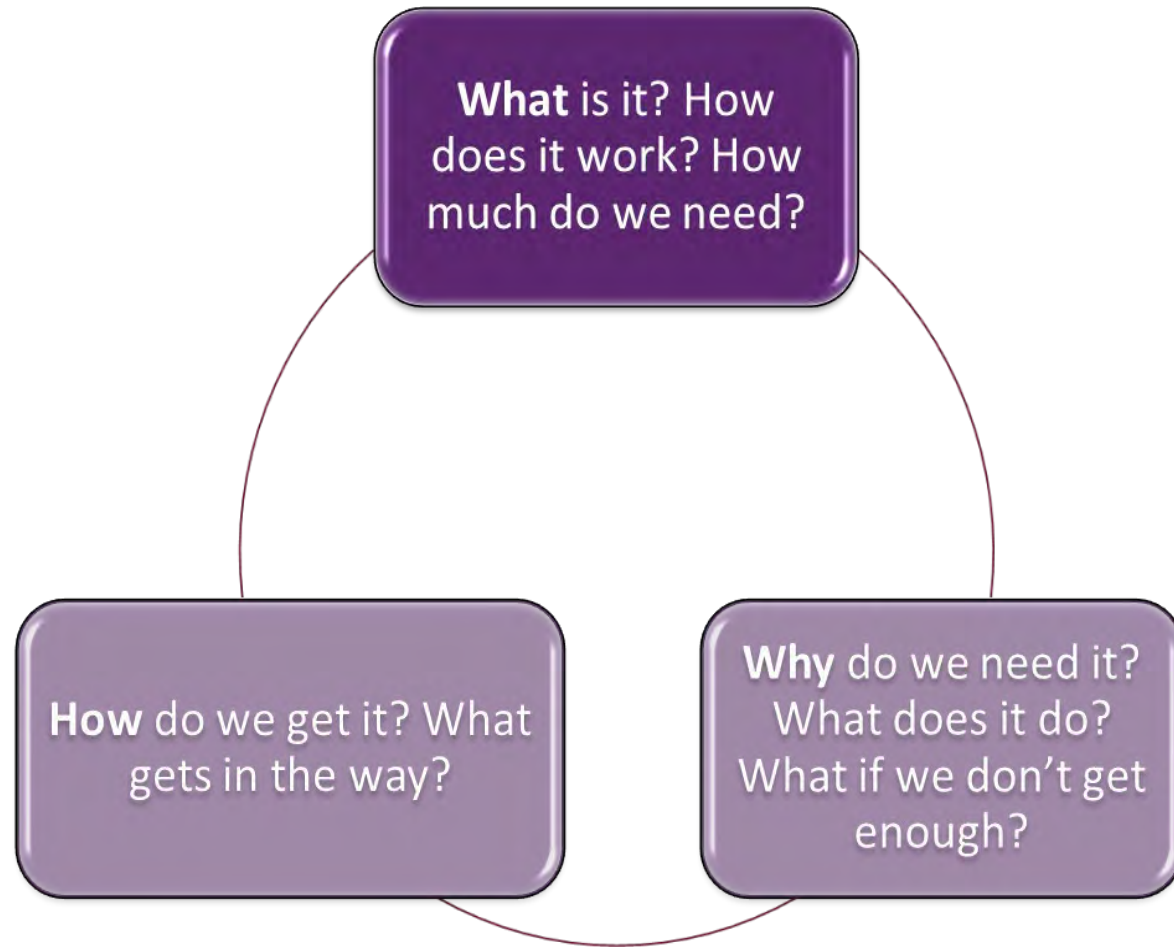 What is it? How
does it work? How
much do we need?
Why do we need it?
What does it do?
What if we don’t get
enough?
How do we get it? What
gets in the way?